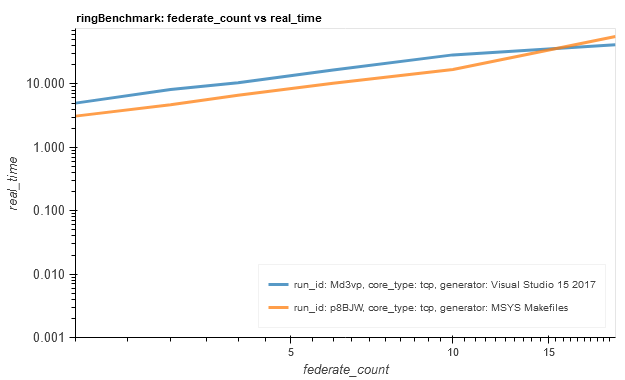 ringBenchmark: federate_count vs real_time
10.000
1.000
0.100
0.010
0.001
real_time
run_id: Md3vp, core_type: tcp, generator: Visual Studio 15 2017
run_id: p8BJW, core_type: tcp, generator: MSYS Makefiles
5
10
15
federate_count